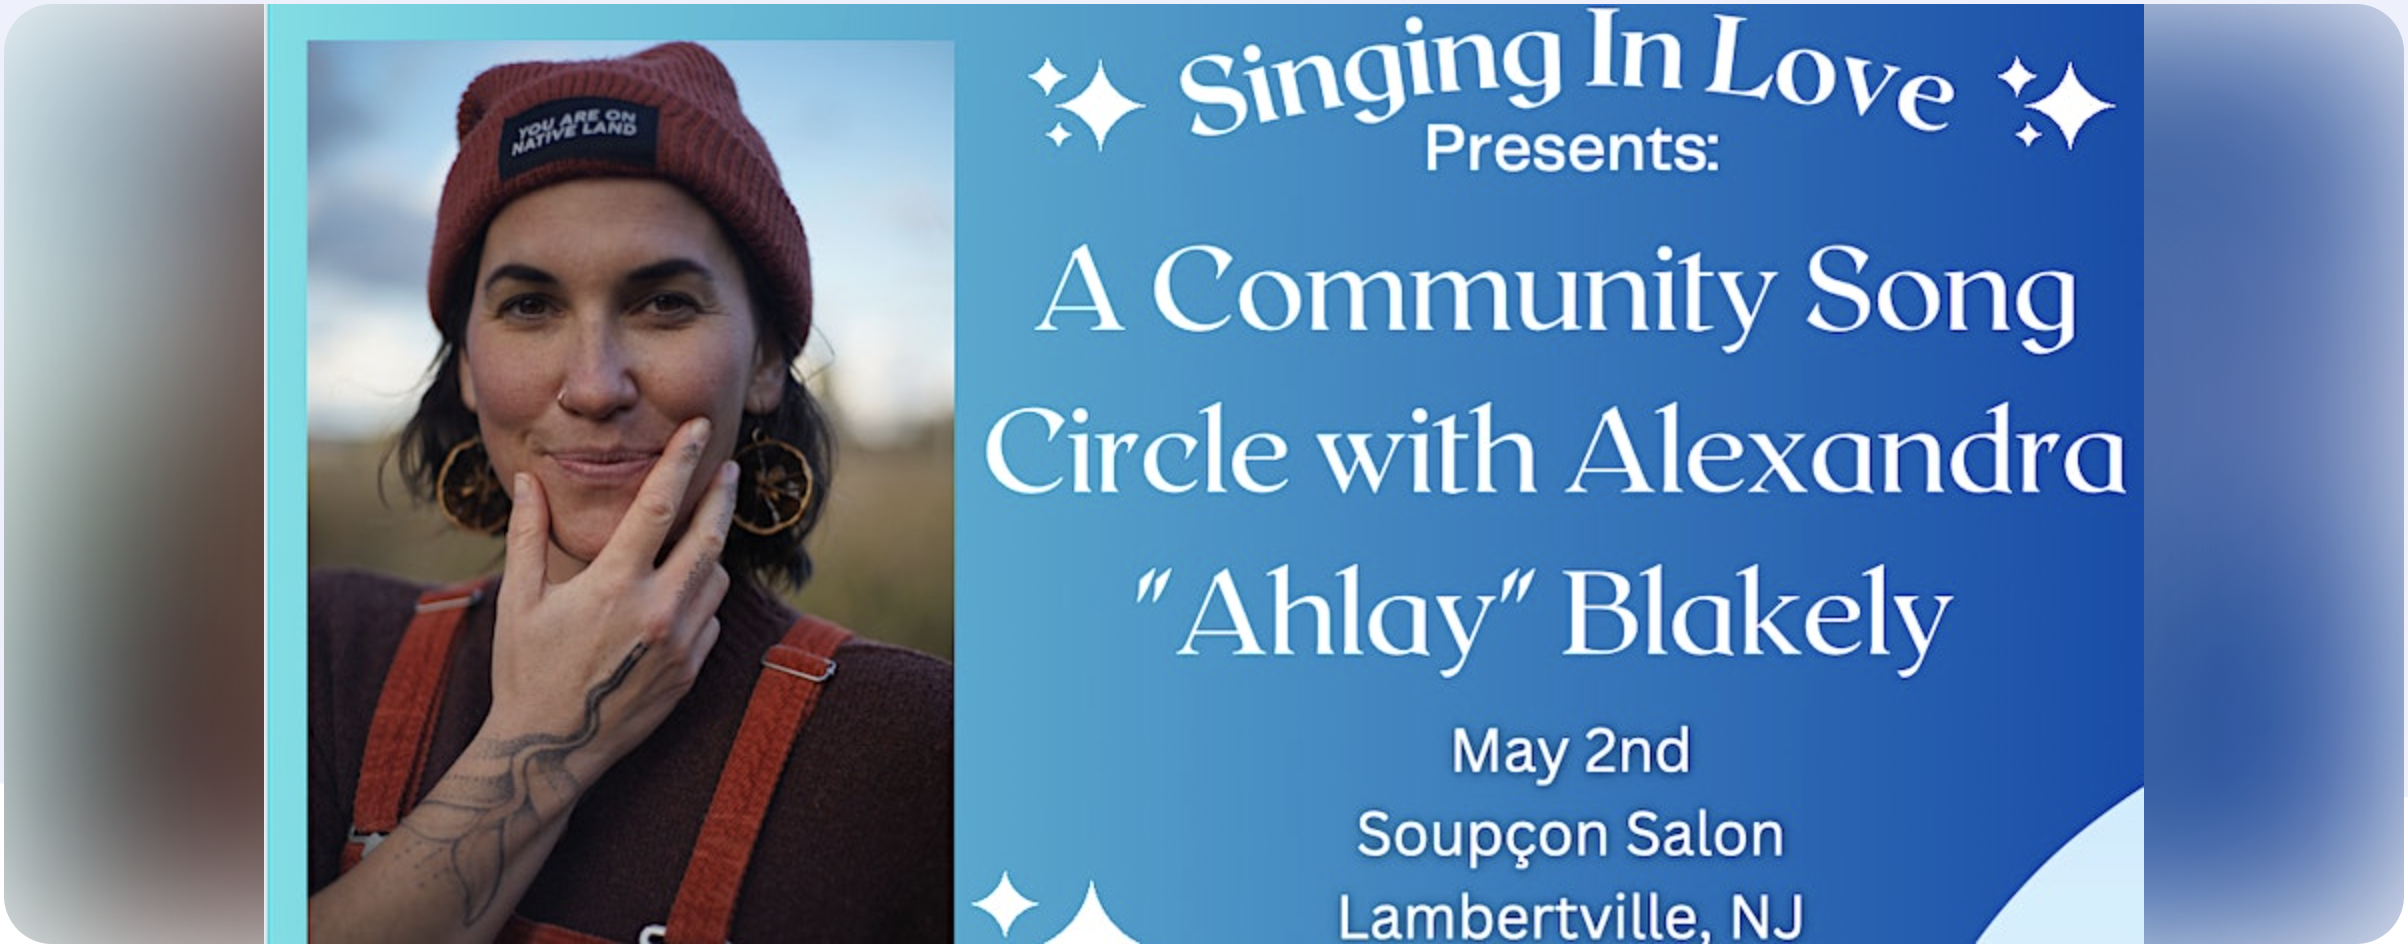 YOU ARE ON
NATIVE LAND
Singing In Love
Presents:
A Community Song
Circle with Alexandra
"Ahlay" Blakely
May 2nd
Soupçon Salon
Lambertville, NJ